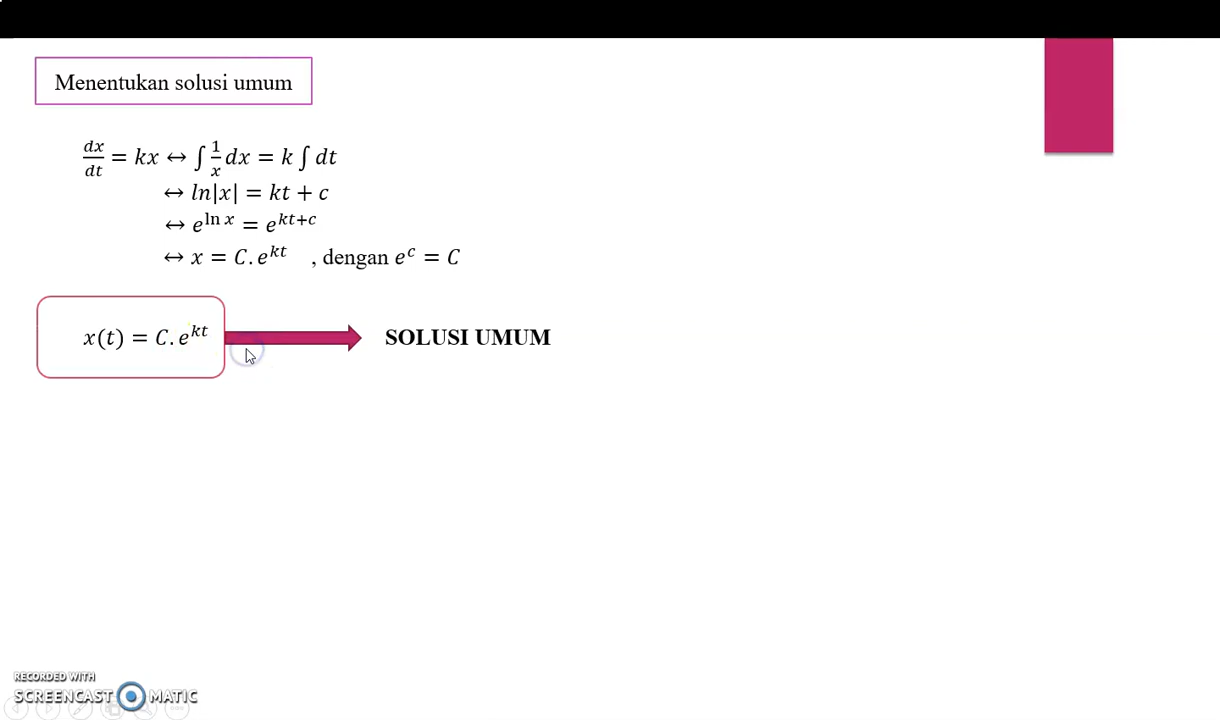 Menentukan solusi umum
dx/dt = kx ↔ ∫ 1/x dx = k ∫ dt
↔ ln|x| = kt + c
↔ e^{ln x} = e^{kt+c}
↔ x = C. e^{kt} , dengan e^c = C
x(t) = C. e^{kt}
SOLUSI UMUM
RECORDED WITH
SCREENCAST MATIC